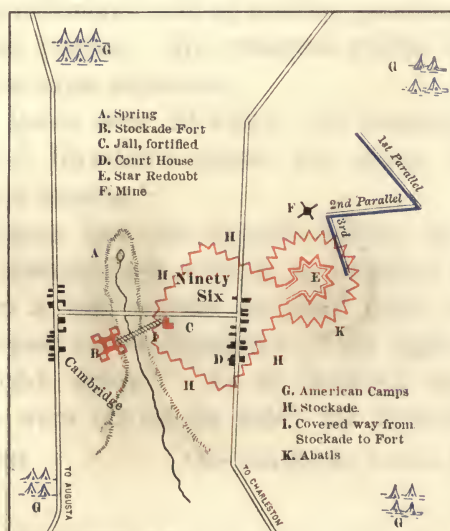 G
G
A. Spring
B. Stockade Fort
C. Jail, fortified
D. Court House
E. Star Redoubt
F. Mine
1st Parallel
2nd Parallel
3rd
F
A
H
H
Ninety
Six
E
B
C
K
D
H
H
Cambridge
G. American Camps
H. Stockade.
I. Covered way from
Stockade to Fort
K. Abatis
TO AUGUSTA
TO CHARLESTON
G
G